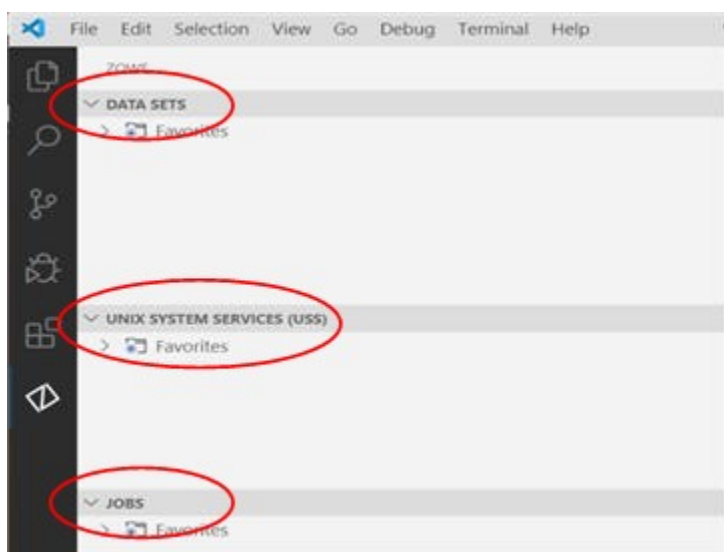 File Edit Selection View Go Debug Terminal Help
ZOWE
DATA SETS
Favorites
UNIX SYSTEM SERVICES (USS)
Favorites
JOBS
Favorites